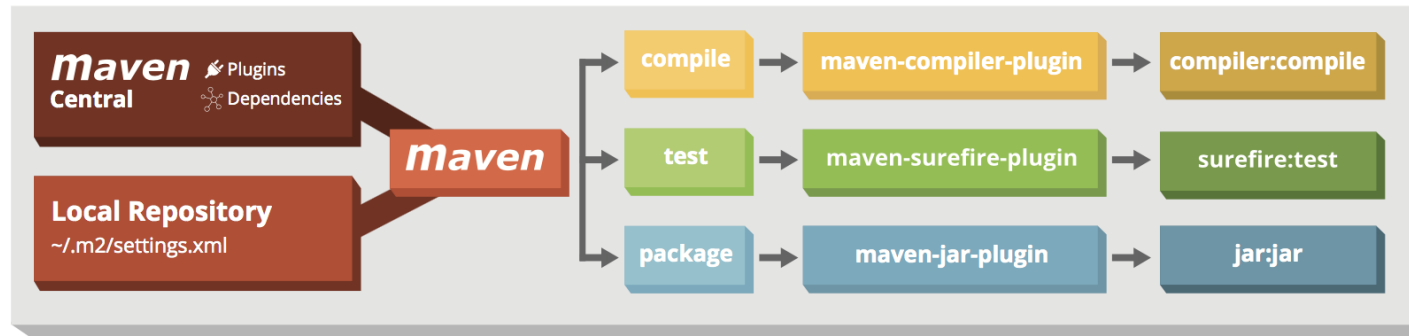 maven
Central
Plugins
Dependencies
Local Repository
~/.m2/settings.xml
maven
compile
maven-compiler-plugin
compiler:compile
test
maven-surefire-plugin
surefire:test
package
maven-jar-plugin
jar:jar